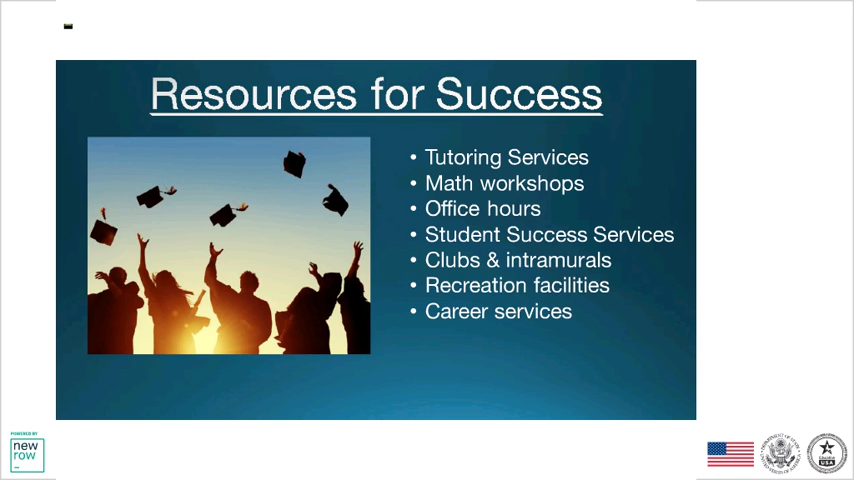 Resources for Success
• Tutoring Services
• Math workshops
• Office hours
• Student Success Services
• Clubs & intramurals
• Recreation facilities
• Career services
POWERED BY
new
row
USA